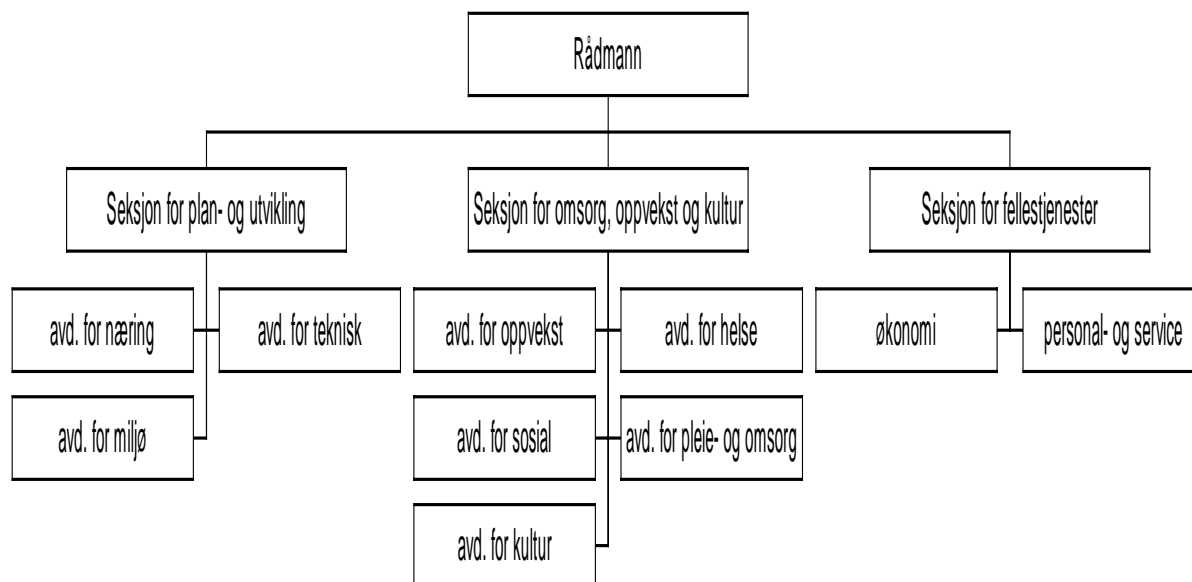 Rådmann
Seksjon for plan- og utvikling
Seksjon for omsorg, oppvekst og kultur
Seksjon for fellestjenester
avd. for næring
avd. for teknisk
avd. for oppvekst
avd. for helse
økonomi
personal- og service
avd. for miljø
avd. for sosial
avd. for pleie- og omsorg
avd. for kultur